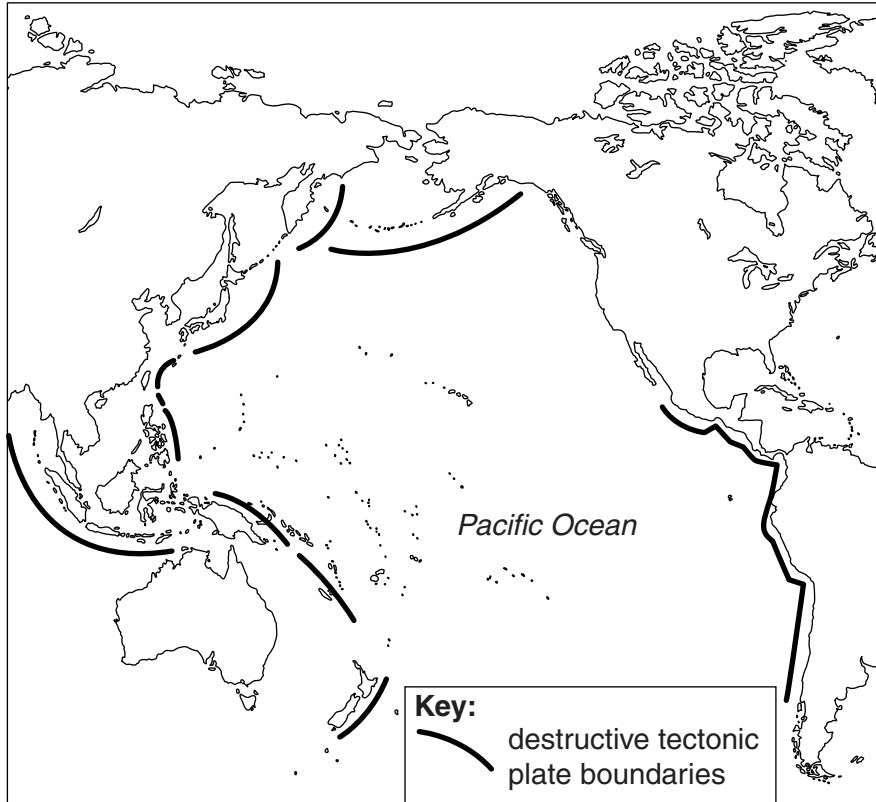 Pacific Ocean
Key:
destructive tectonic
plate boundaries